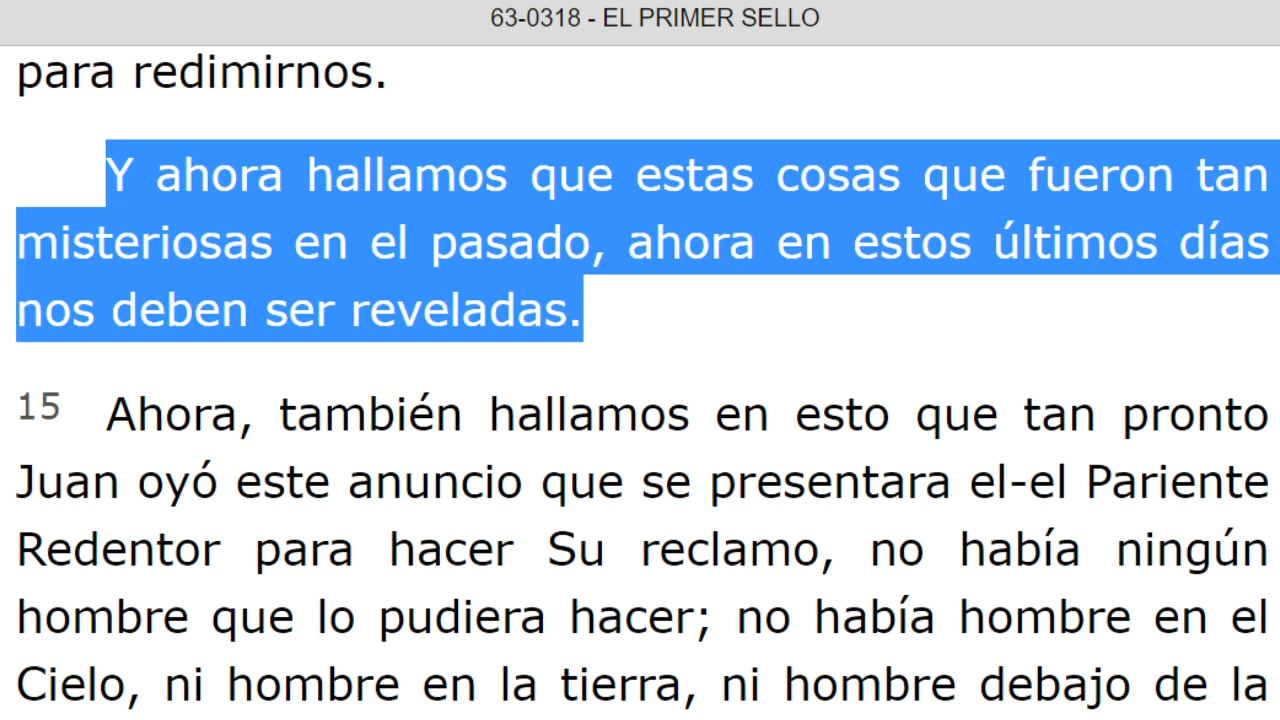 63-0318 - EL PRIMER SELLO
para redimirnos.
Y ahora hallamos que estas cosas que fueron tan
misteriosas en el pasado, ahora en estos últimos días
nos deben ser reveladas.
15 Ahora, también hallamos en esto que tan pronto
Juan oyó este anuncio que se presentara el-el Pariente
Redentor para hacer Su reclamo, no había ningún
hombre que lo pudiera hacer; no había hombre en el
Cielo, ni hombre en la tierra, ni hombre debajo de la